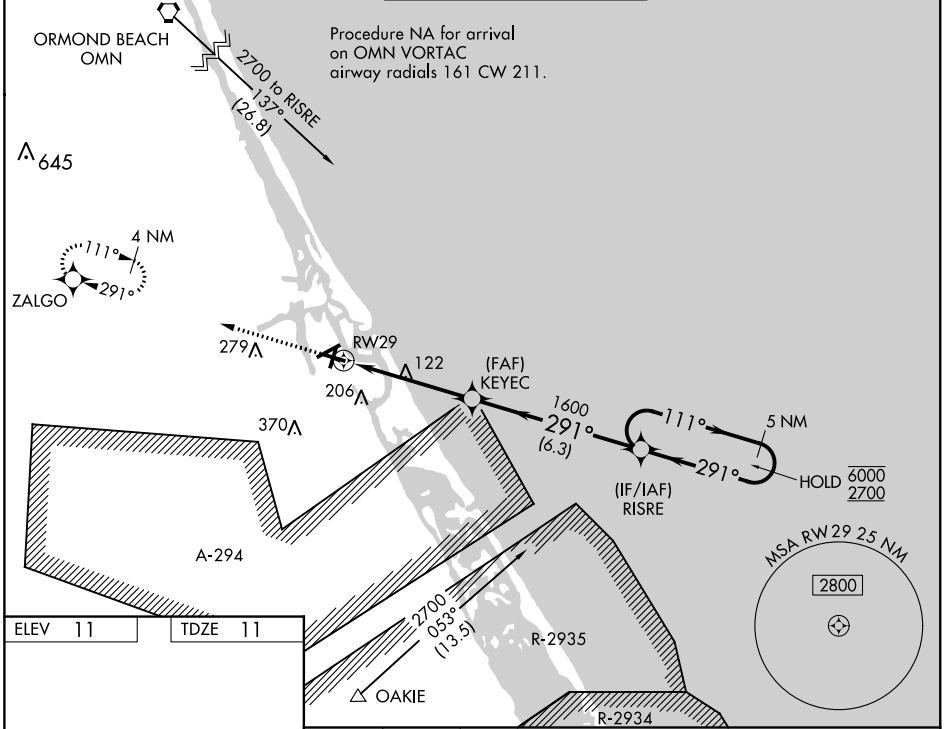 ORMOND BEACH
OMN
2700 to RISRE
137°
(26.8)
Procedure NA for arrival
on OMN VORTAC
airway radials 161 CW 211.
645
4 NM
111°
291°
ZALGO
RW29
279
122
206
370
(FAF)
KEYEC
1600
291°
(6.3)
111°
5 NM
291°
HOLD
6000
2700
(IF/IAF)
RISRE
A-294
MSA RW29 25 NM
2800
ELEV 11
TDZE 11
2700
053°
(13.5)
R-2935
OAKIE
R-2934